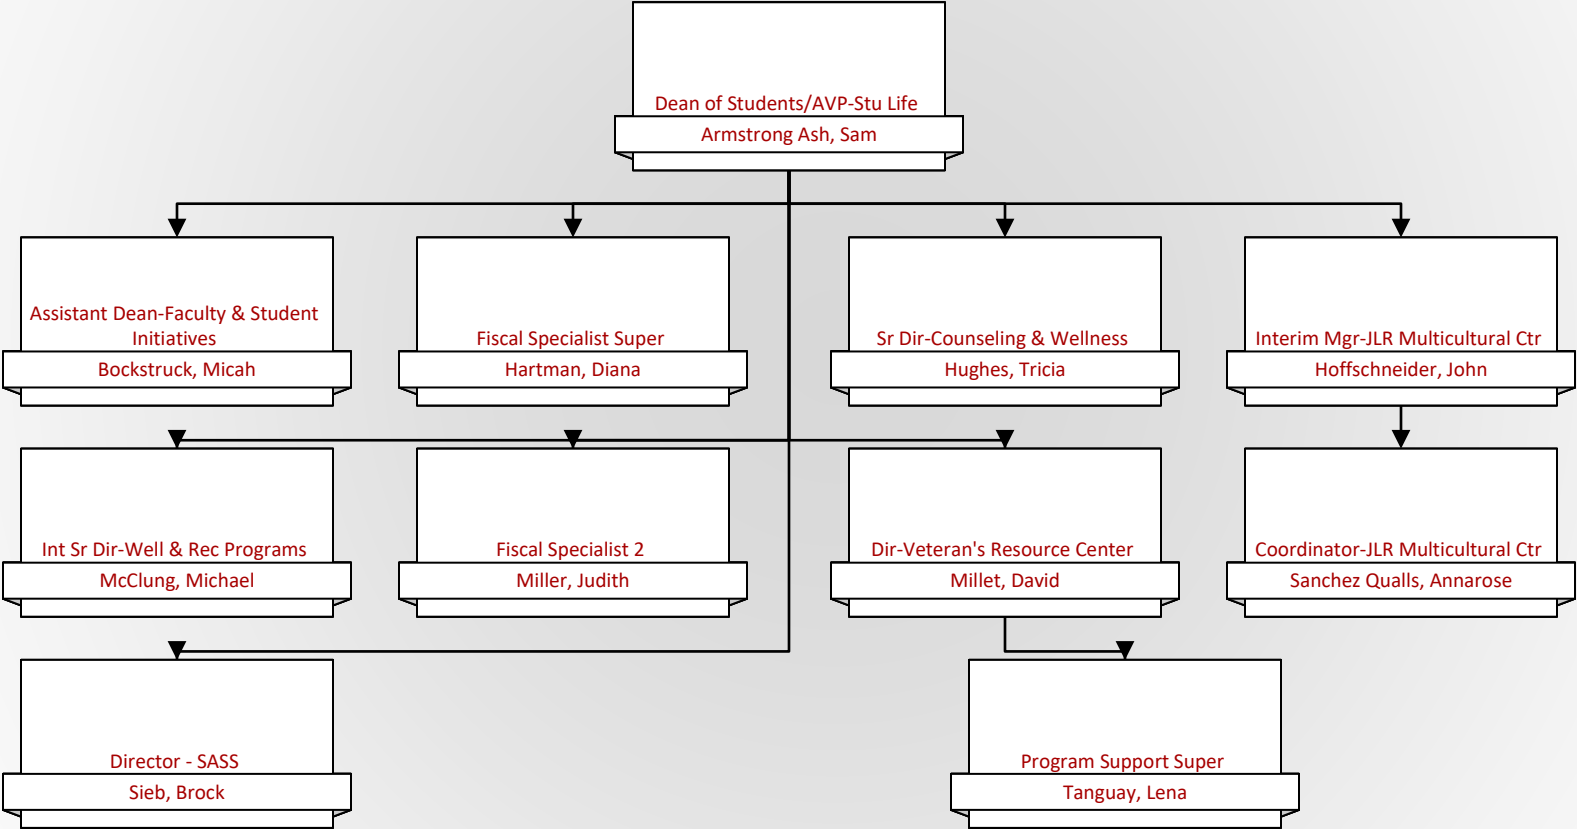 Dean of Students/AVP-Stu Life
Armstrong Ash, Sam
Assistant Dean-Faculty & Student
Initiatives
Bockstruck, Micah
Fiscal Specialist Super
Hartman, Diana
Sr Dir-Counseling & Wellness
Hughes, Tricia
Interim Mgr-JLR Multicultural Ctr
Hoffschneider, John
Int Sr Dir-Well & Rec Programs
McClung, Michael
Fiscal Specialist 2
Miller, Judith
Dir-Veteran's Resource Center
Millet, David
Coordinator-JLR Multicultural Ctr
Sanchez Qualls, Annarose
Director - SASS
Sieb, Brock
Program Support Super
Tanguay, Lena